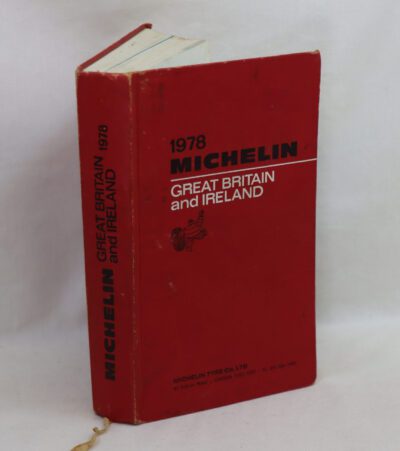 MICHELIN GREAT BRITAIN and IRELAND 1978
1978
MICHELIN
GREAT BRITAIN
and IRELAND
MICHELIN TYRE CO. LTD